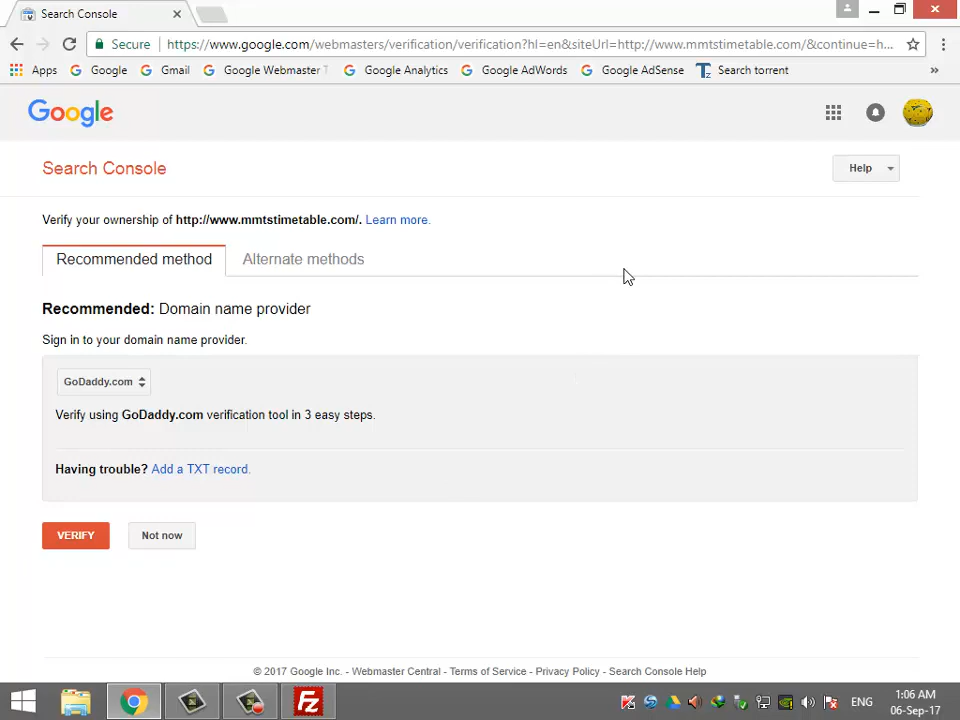 Search Console
Secure
https://www.google.com/webmasters/verification/verification?hl=en&siteUrl=http://www.mmtstimetable.com/&continue=h...
Apps Google Gmail Google Webmaster T Google Analytics Google AdWords Google AdSense Search torrent »
Google
Search Console
Help
Verify your ownership of http://www.mmtstimetable.com/. Learn more.
Recommended method Alternate methods
Recommended: Domain name provider
Sign in to your domain name provider.
GoDaddy.com
Verify using GoDaddy.com verification tool in 3 easy steps.
Having trouble? Add a TXT record.
VERIFY Not now
© 2017 Google Inc. - Webmaster Central - Terms of Service - Privacy Policy - Search Console Help
ENG
1:06 AM
06-Sep-17